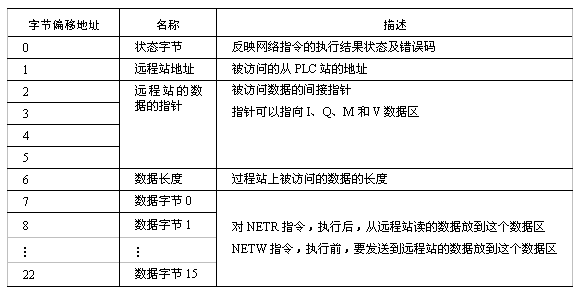 字节偏移地址 名称 描述
0 状态字节 反映网络指令的执行结果状态及错误码
1 远程站地址 被访问的从 PLC 站的地址
2 远程站的数据的指针 被访问数据的间接指针
3 指针可以指向 I、Q、M 和 V 数据区
4
5
6 数据长度 过程站上被访问的数据的长度
7 数据字节 0
8 数据字节 1 对 NETR 指令，执行后，从远程站读的数据放到这个数据区
⋮ ⋮ NETW 指令，执行前，要发送到远程站的数据放到这个数据区
22 数据字节 15